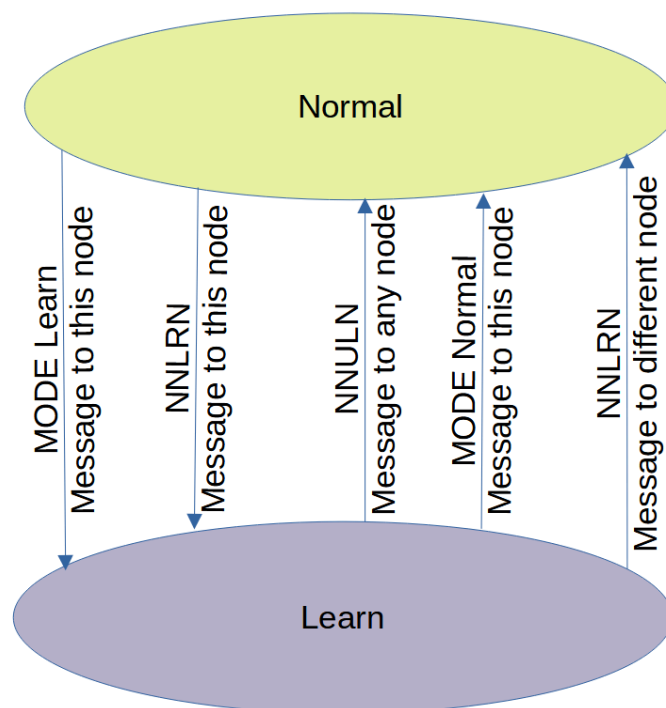 Normal
MODE Learn
Message to this node
NNLRN
Message to this node
NNULN
Message to any node
MODE Normal
Message to this node
NNLRN
Message to different node
Learn